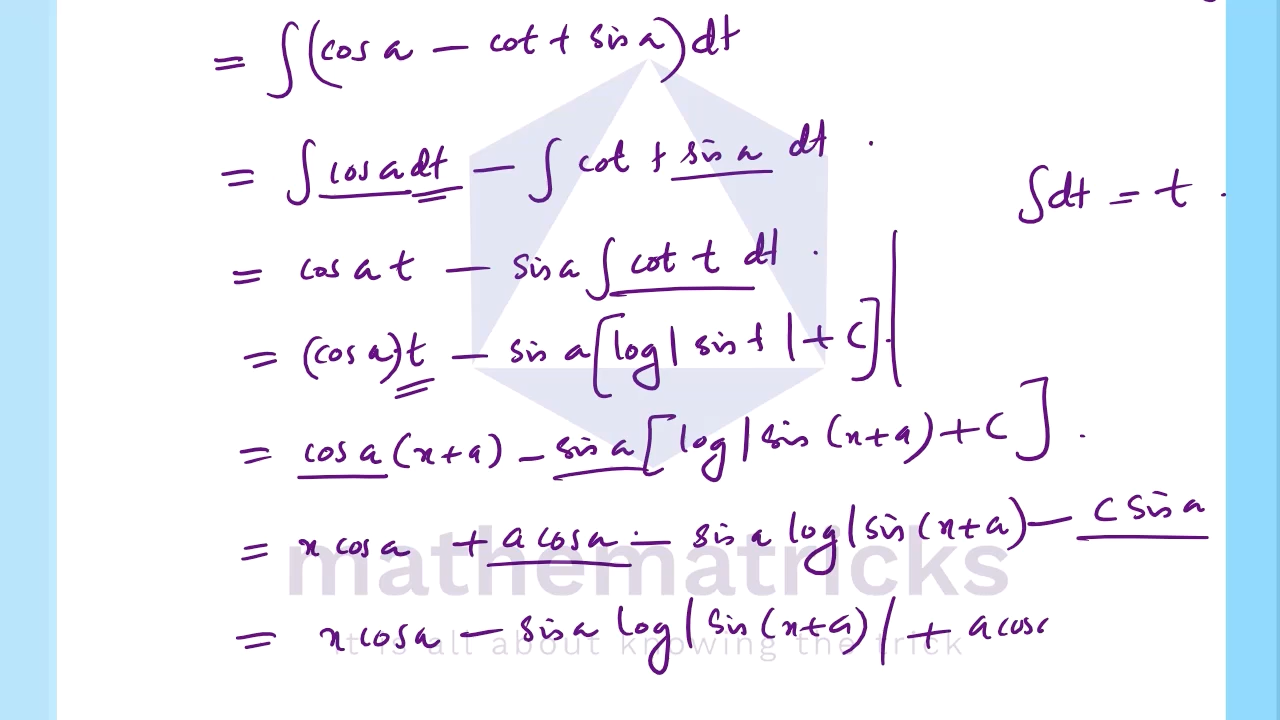 = ∫(cos a − cot t sin a) dt
= ∫ cos a dt − ∫ cot t sin a dt .
∫dt = t .
= cos a t − sin a ∫ cot t dt .
= (cos a) t − sin a [log | sin t | + c] .
= cos a (x+a) − sin a [log | sin (x+a) + c ] .
= x cos a + a cos a − sin a log | sin (x+a) − c sin a
mathematricks
= x cos a − sin a log | sin (x+a) | + a cos
It is all about knowing the trick